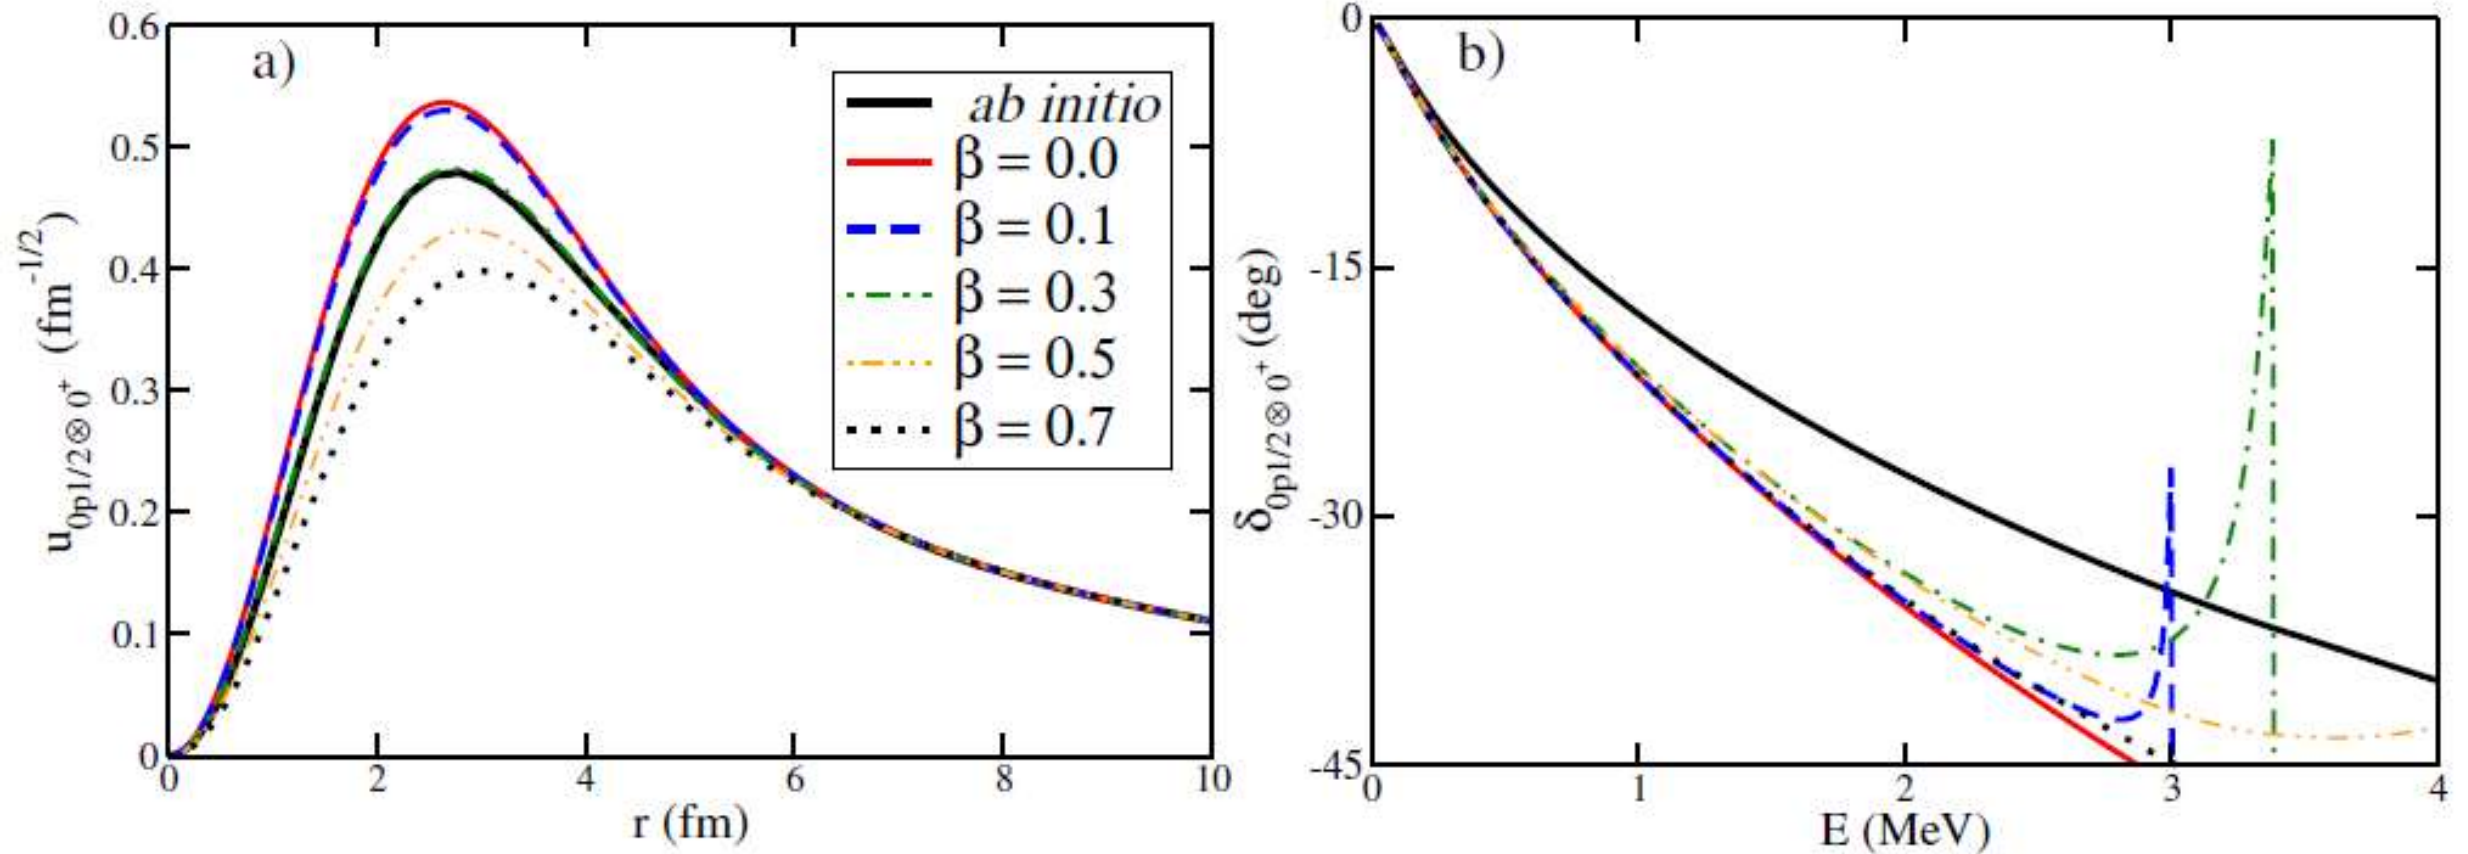 a)
0.6
0.5
0.4
0.3
0.2
0.1
0
u0p1/2⊗0+ (fm-1/2)
0 2 4 6 8 10
r (fm)
ab initio
β = 0.0
β = 0.1
β = 0.3
β = 0.5
β = 0.7
b)
0
-15
-30
-45
δ0p1/2⊗0+ (deg)
0 1 2 3 4
E (MeV)